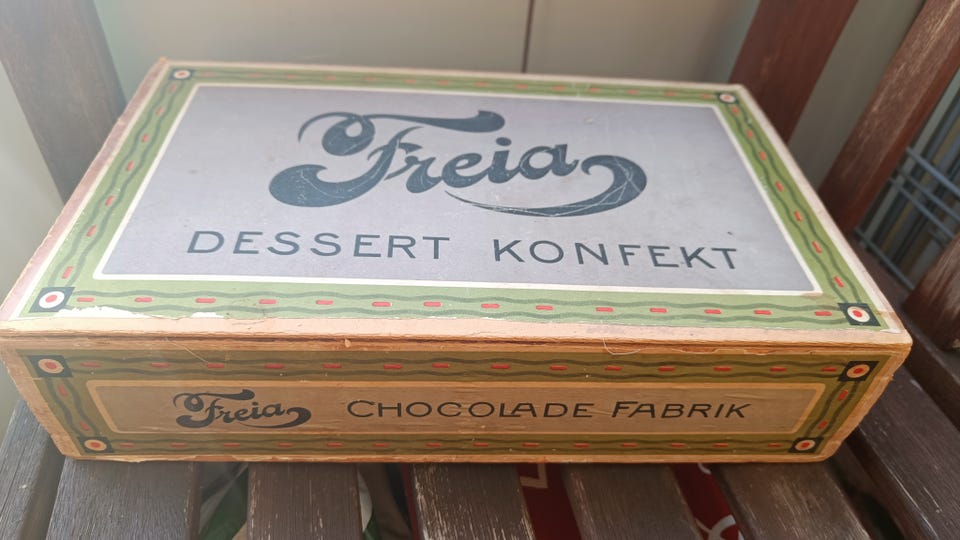 Freia
DESSERT KONFEKT
Freia CHOCOLADE FABRIK